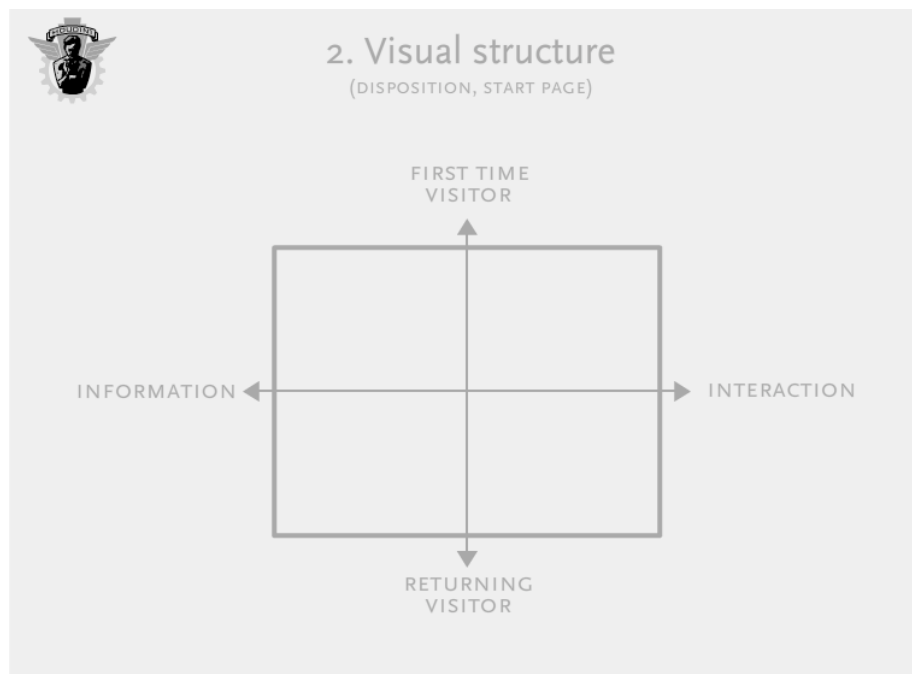 2. Visual structure
(DISPOSITION, START PAGE)
FIRST TIME
VISITOR
INFORMATION
INTERACTION
RETURNING
VISITOR